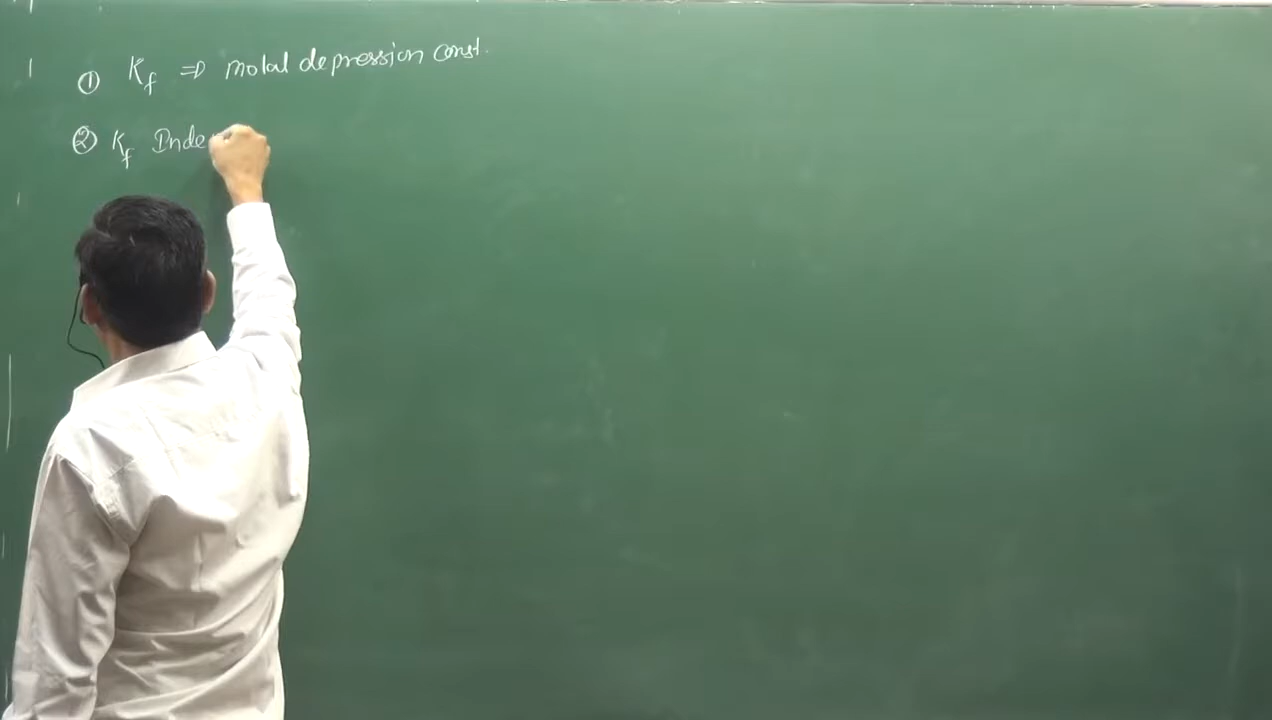 ① Kf ⇒ molal depression const.
② Kf Inde